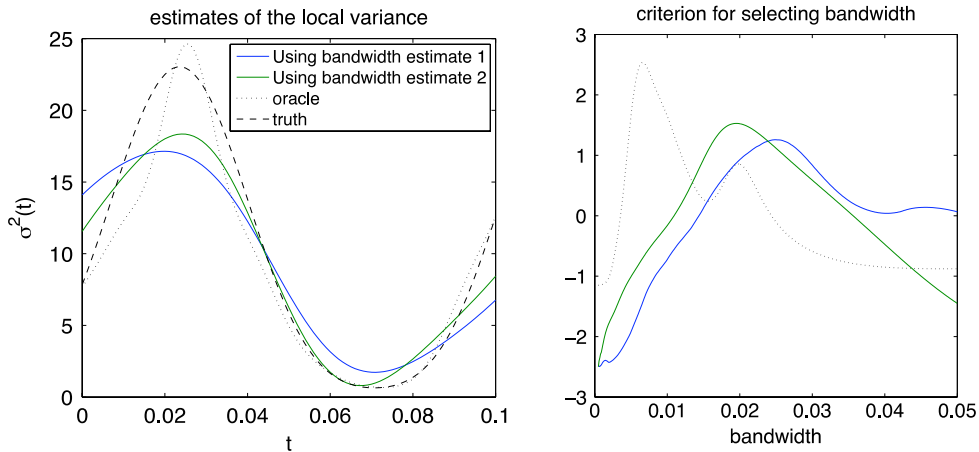 estimates of the local variance
25
20
15
10
5
0
σ²(t)
0
0.02
0.04
0.06
0.08
0.1
t
Using bandwidth estimate 1
Using bandwidth estimate 2
oracle
truth
criterion for selecting bandwidth
3
2
1
0
−1
−2
−3
0
0.01
0.02
0.03
0.04
0.05
bandwidth